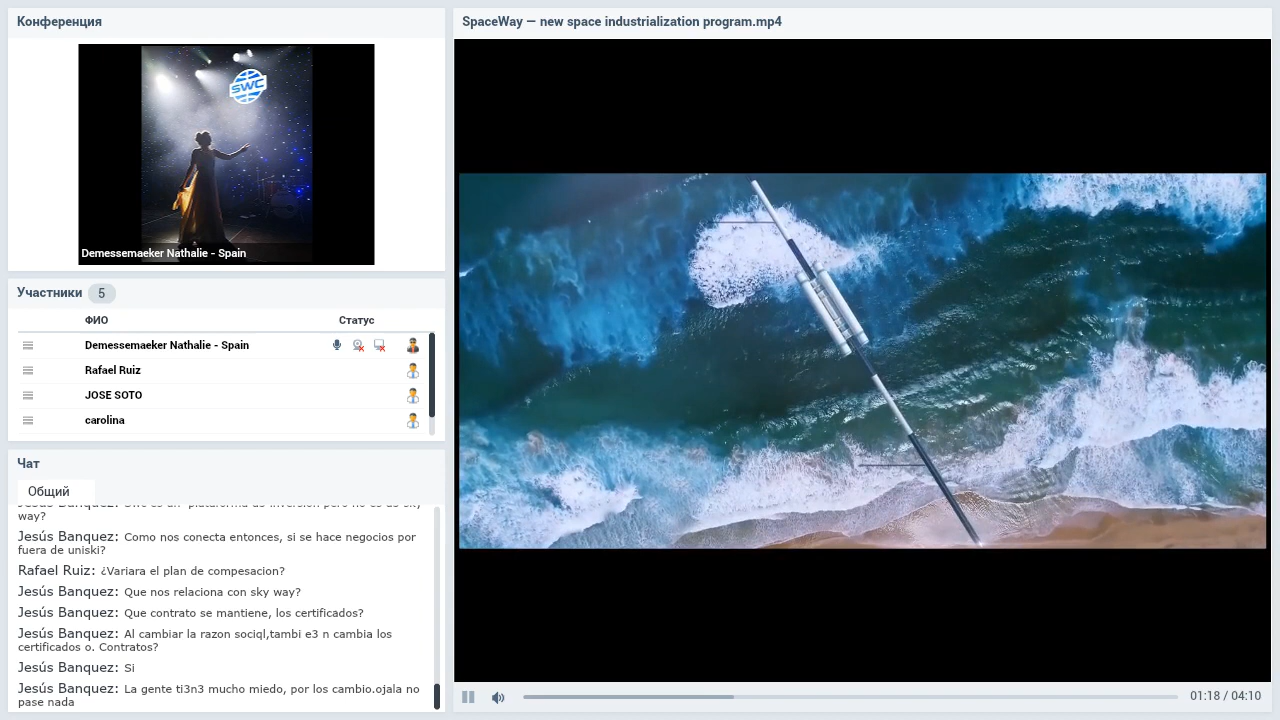 Конференция
SWC
Demessemaeker Nathalie - Spain
Участники 5
ФИО Статус
Demessemaeker Nathalie - Spain
Rafael Ruiz
JOSE SOTO
carolina
Чат
Общий
way?
Jesús Banquez: Como nos conecta entonces, si se hace negocios por
fuera de uniski?
Rafael Ruiz: ¿Variara el plan de compesacion?
Jesús Banquez: Que nos relaciona con sky way?
Jesús Banquez: Que contrato se mantiene, los certificados?
Jesús Banquez: Al cambiar la razon sociql,tambi e3 n cambia los
certificados o. Contratos?
Jesús Banquez: Si
Jesús Banquez: La gente ti3n3 mucho miedo, por los cambio.ojala no
pase nada
SpaceWay — new space industrialization program.mp4
01:18 / 04:10